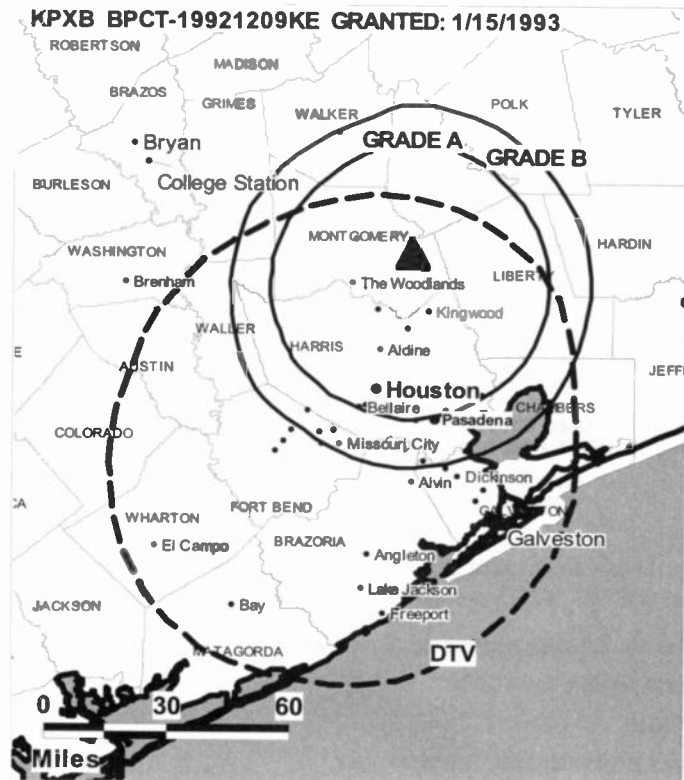 KPXB BPCT-19921209KE GRANTED: 1/15/1993
ROBERTSON
MADISON
BRAZOS
GRIMES
WALKER
POLK
TYLER
Bryan
GRADE A
GRADE B
College Station
BURLESON
MONTGOMERY
WASHINGTON
HARDIN
LIBERTY
Brenham
The Woodlands
Kingwood
WALLER
HARRIS
Aldine
AUSTIN
JEFF
Houston
Bellaire
CHAMBERS
Pasadena
COLORADO
Missouri City
Dickinson
Alvin
CA
FORT BEND
GALVESTON
WHARTON
Galveston
El Campo
BRAZORIA
Angleton
Lake Jackson
JACKSON
Bay
Freeport
MATAGORDA
DTV
0 30 60
Miles